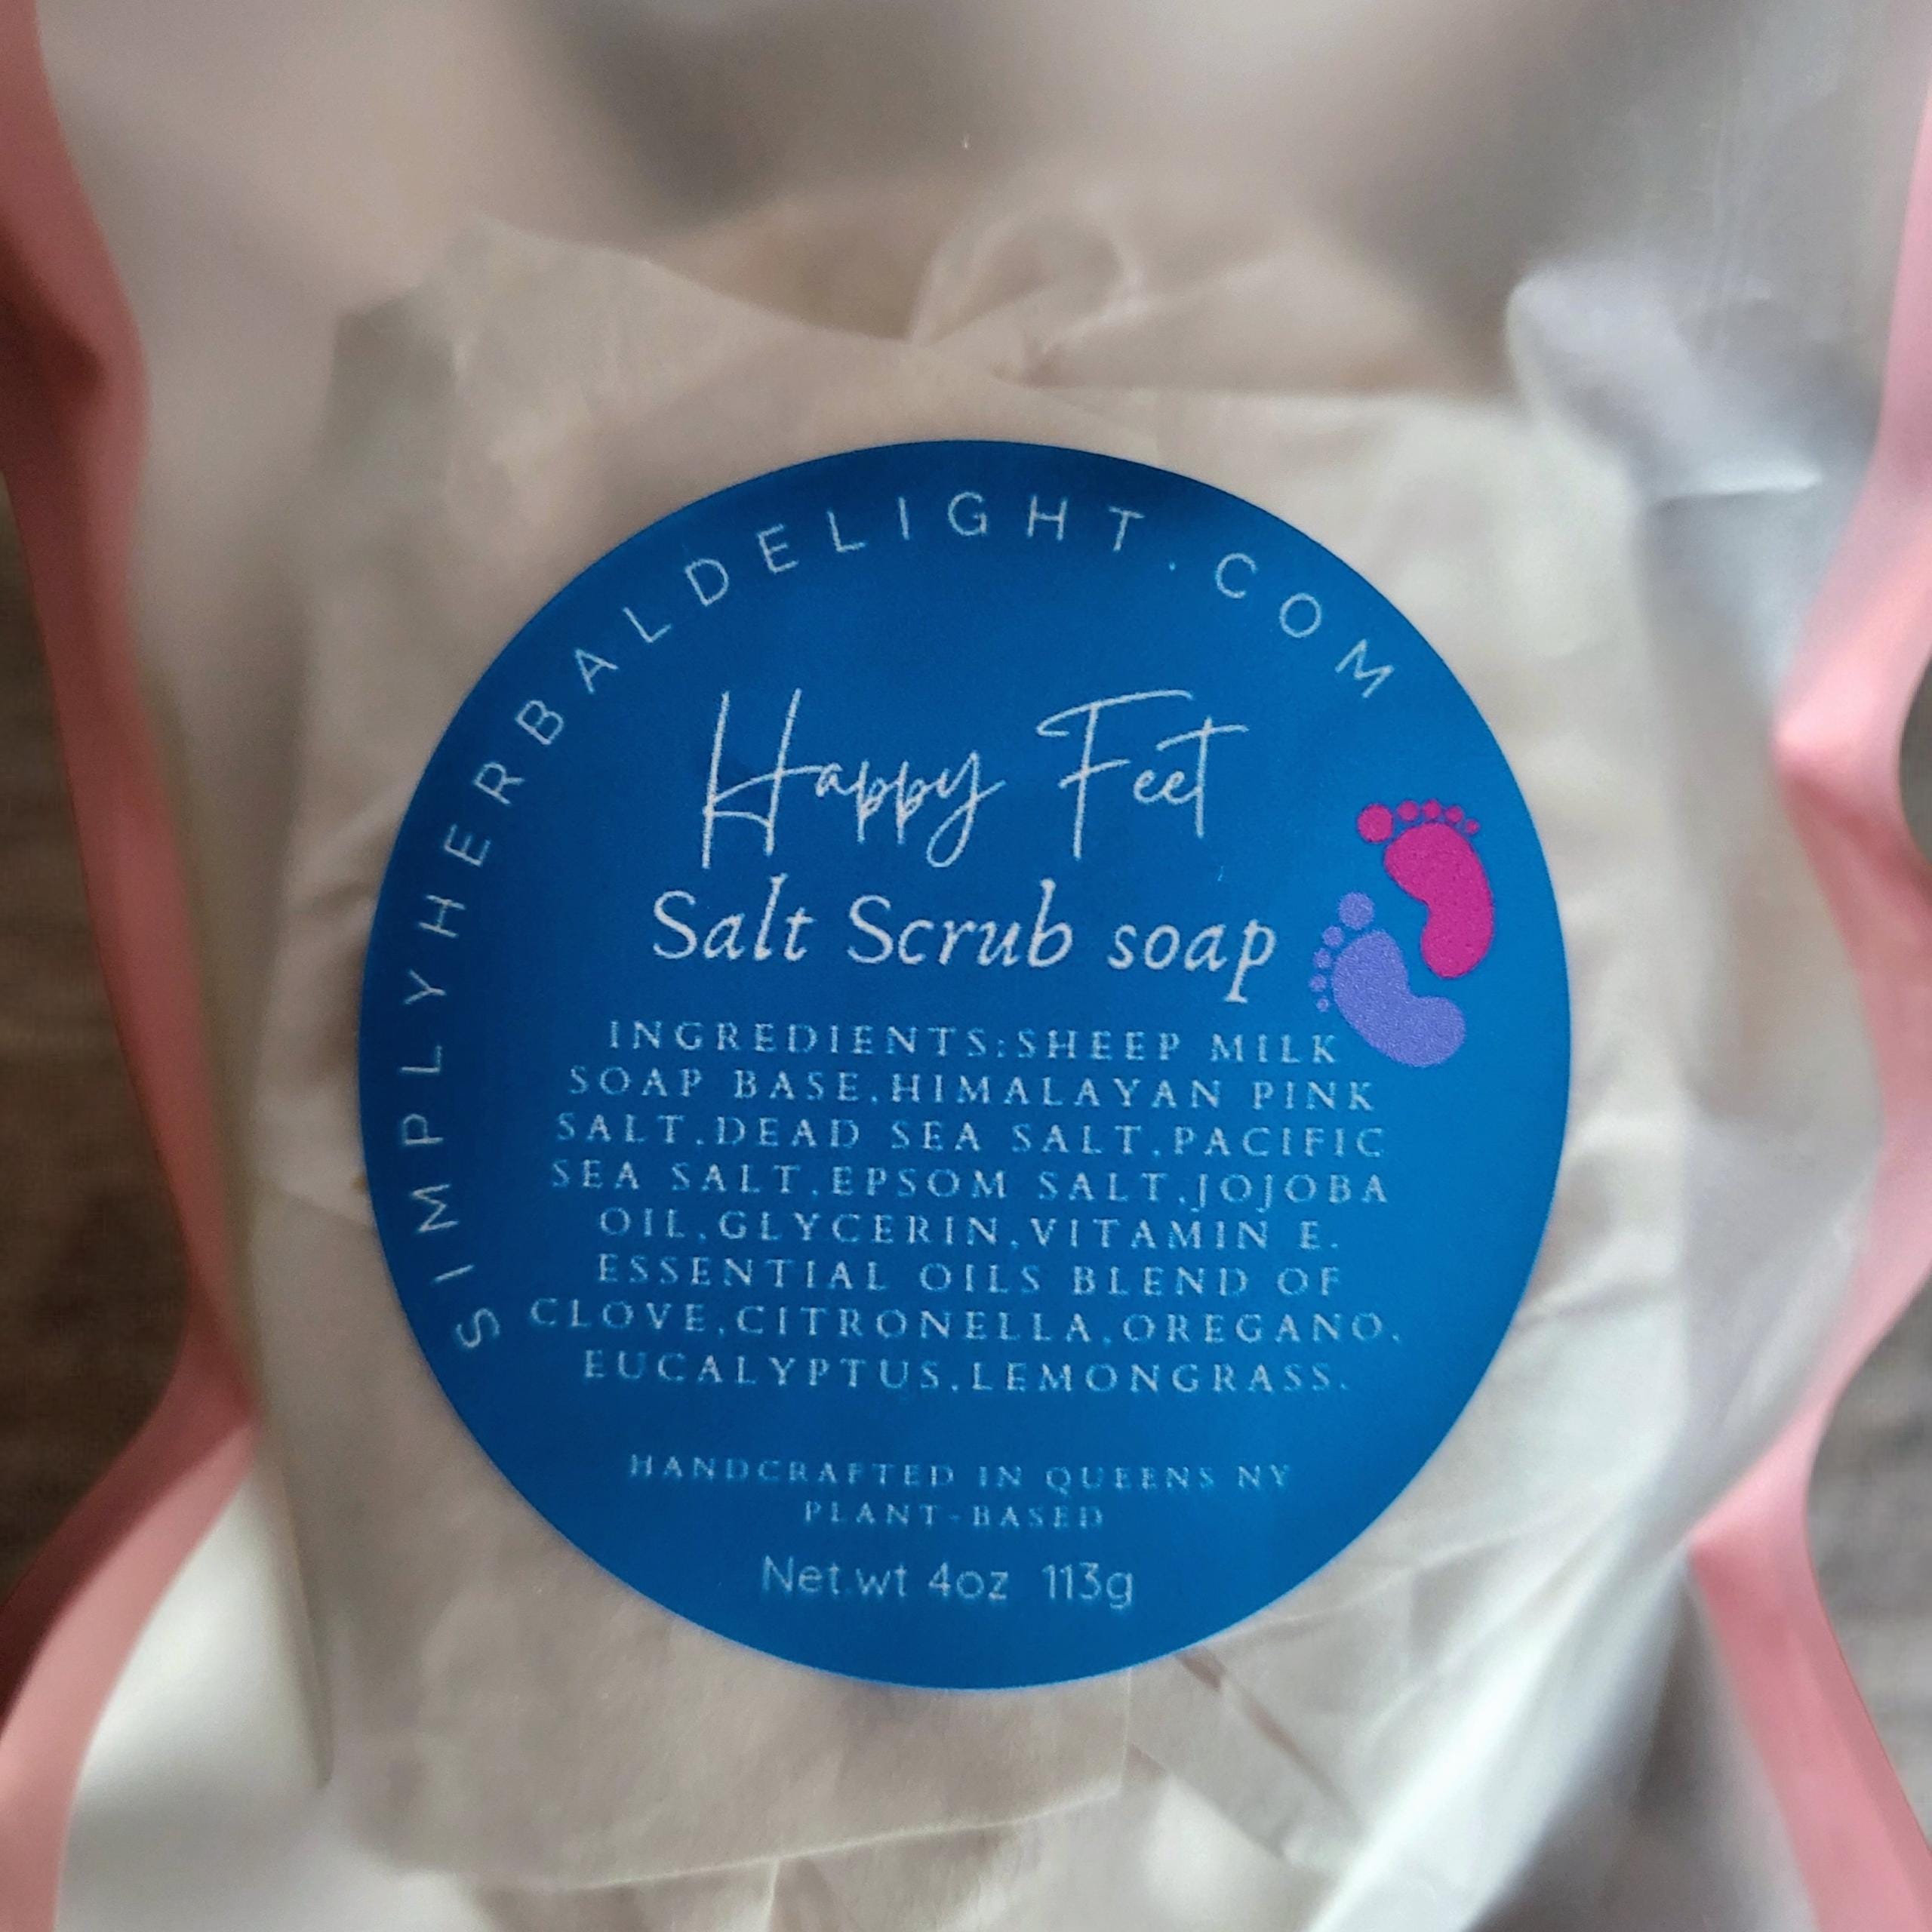 SIMPLYHERBALDELIGHT.COM
Happy Feet
Salt Scrub soap
INGREDIENTS:SHEEP MILK
SOAP BASE,HIMALAYAN PINK
SALT,DEAD SEA SALT,PACIFIC
SEA SALT,EPSOM SALT,JOJOBA
OIL,GLYCERIN,VITAMIN E.
ESSENTIAL OILS BLEND OF
CLOVE,CITRONELLA,OREGANO,
EUCALYPTUS,LEMONGRASS.
HANDCRAFTED IN QUEENS NY
PLANT-BASED
Net.wt 4oz 113g